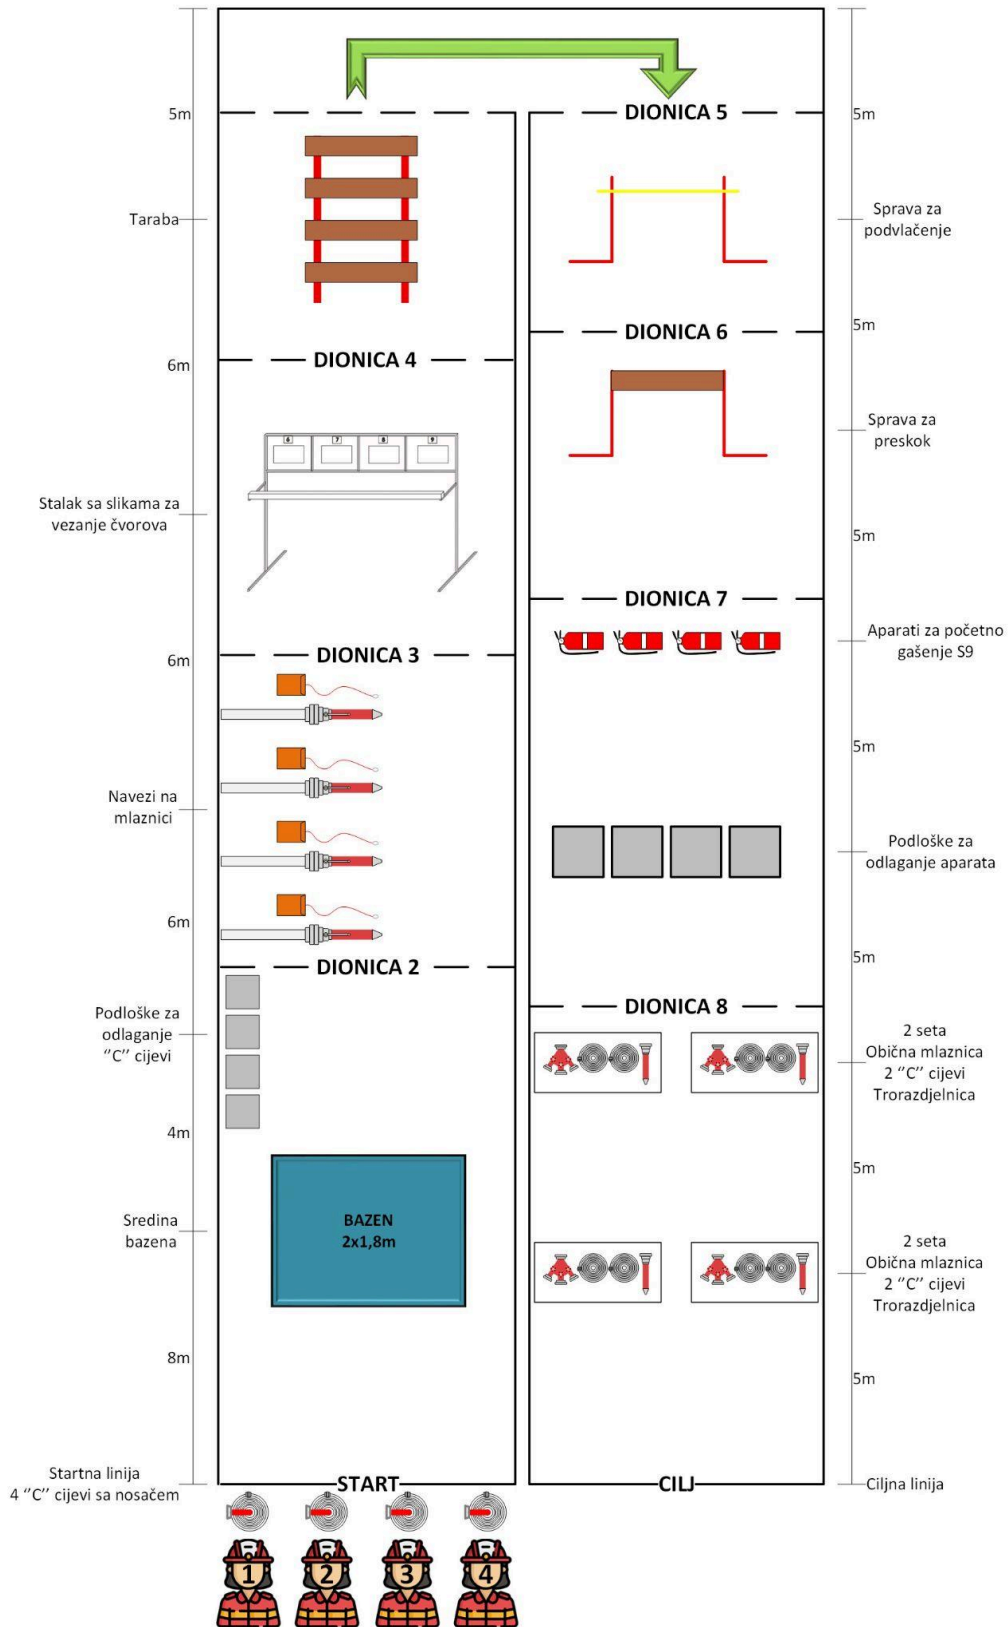 5m
DIONICA 5
5m
Taraba
Sprava za
podvlačenje
5m
DIONICA 6
6m
DIONICA 4
Sprava za
preskok
6
7
8
9
Stalak sa slikama za
vezanje čvorova
5m
DIONICA 7
Aparati za početno
gašenje S9
6m
DIONICA 3
5m
Navezi na
mlaznici
Podloške za
odlaganje aparata
6m
5m
DIONICA 2
DIONICA 8
Podloške za
odlaganje
‘’C’’ cijevi
2 seta
Obična mlaznica
2 ‘’C’’ cijevi
Trorazdjelnica
4m
5m
BAZEN
2x1,8m
Sredina
bazena
2 seta
Obična mlaznica
2 ‘’C’’ cijevi
Trorazdjelnica
8m
5m
Startna linija
4 ‘’C’’ cijevi sa nosačem
START
CILJ
Ciljna linija
1
2
3
4